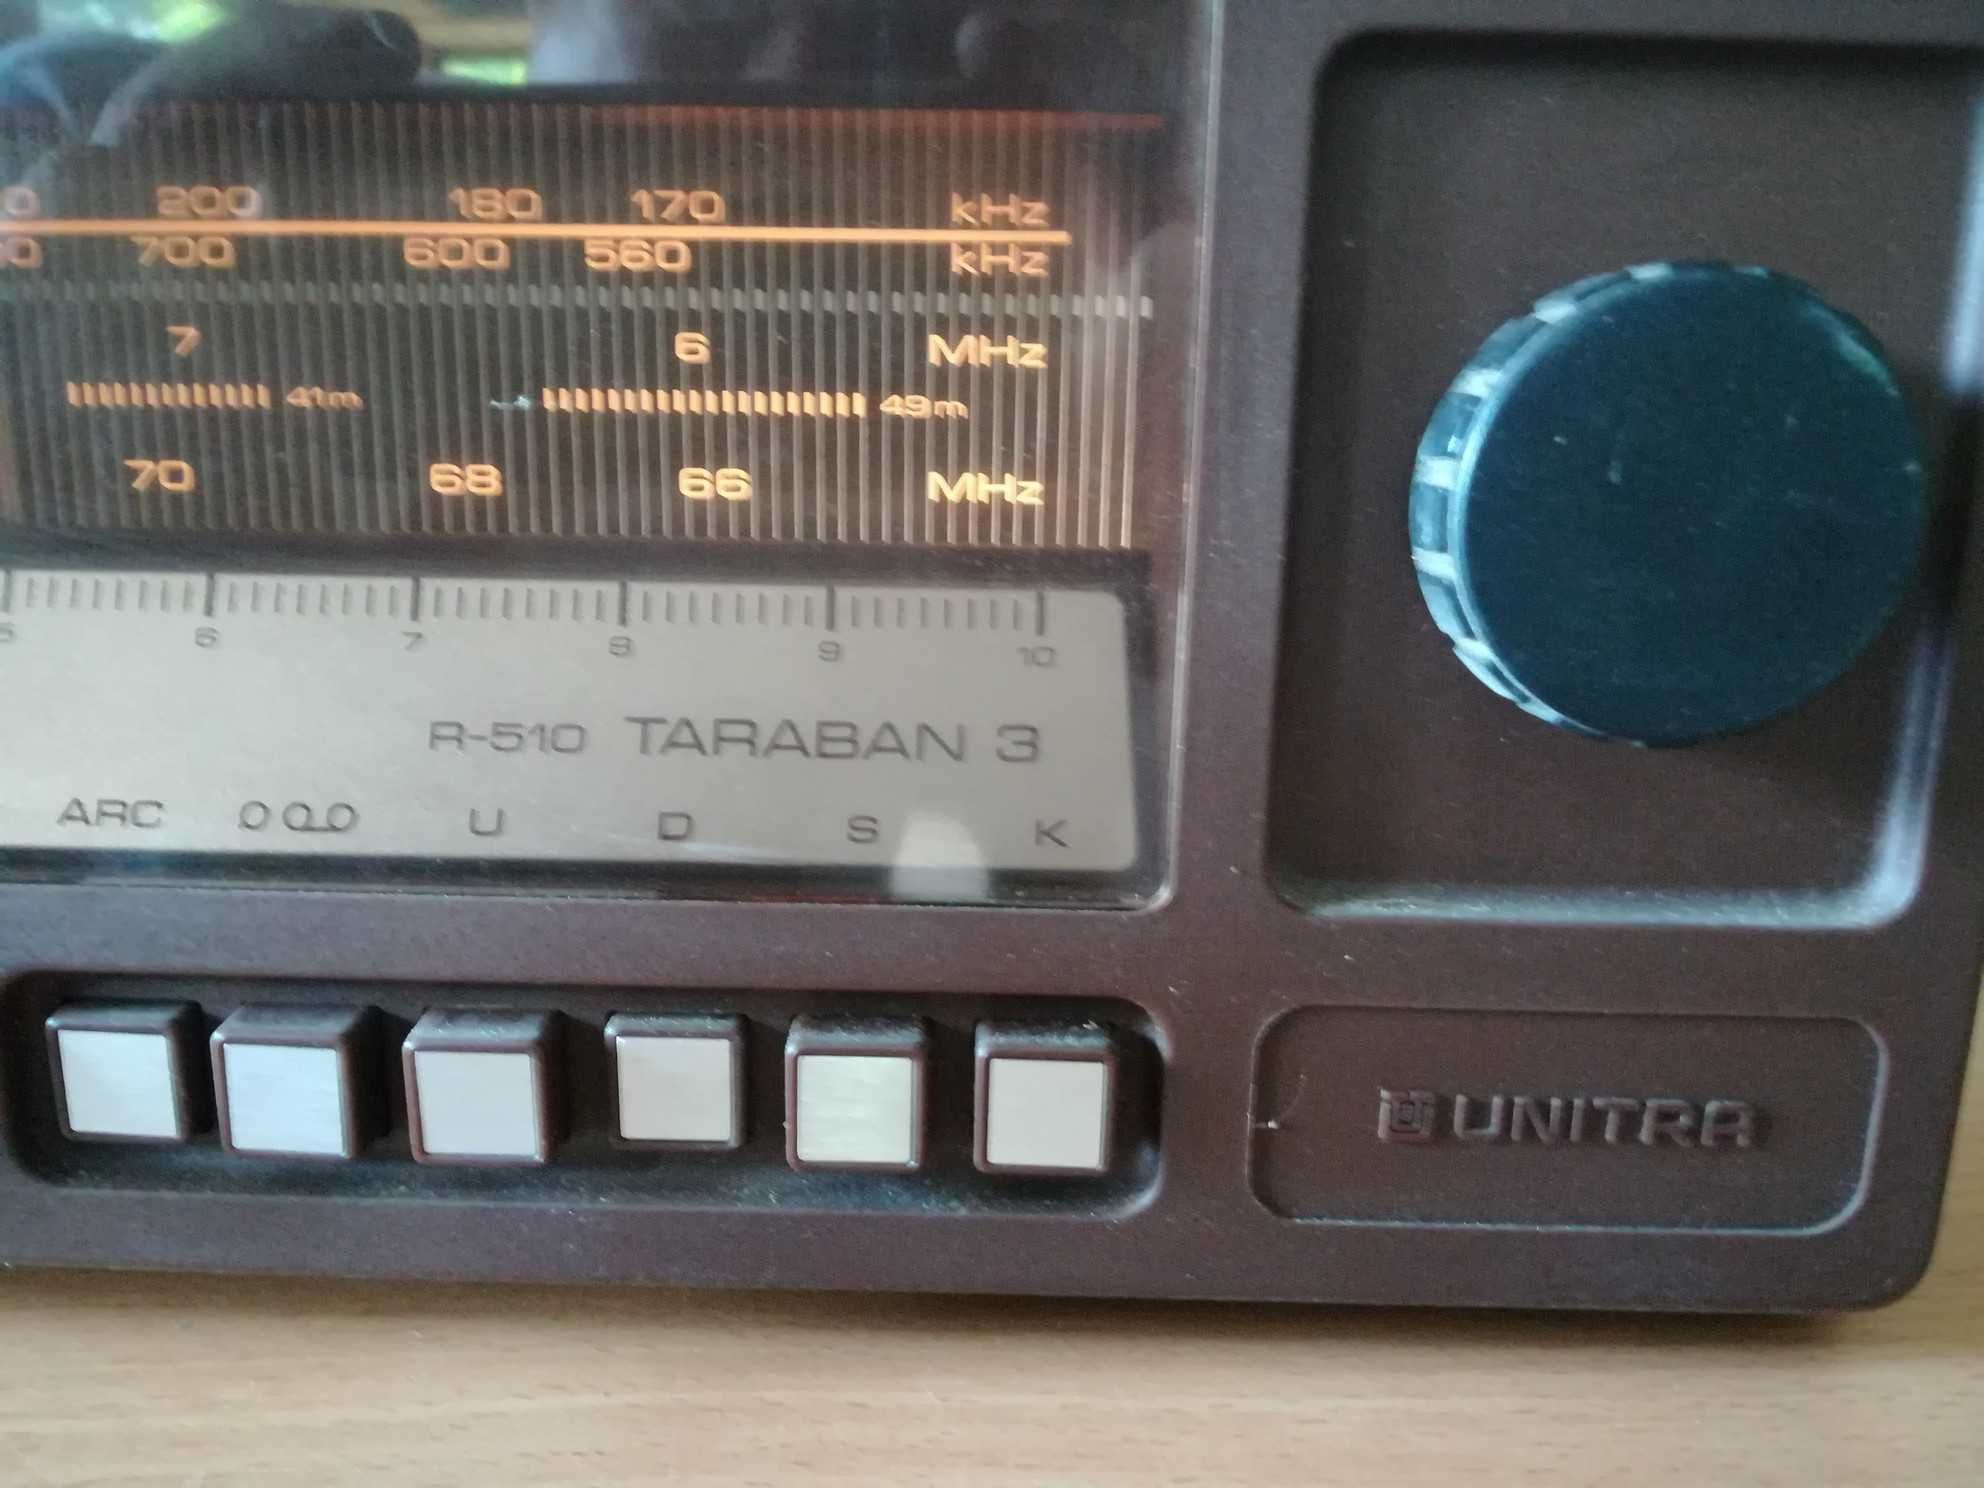 200 180 170 kHz
700 600 560 kHz
7 6 MHz
41m 49m
70 68 66 MHz
5 6 7 8 9 10
R-510 TARABAN 3
ARC U D S K
UNITRA